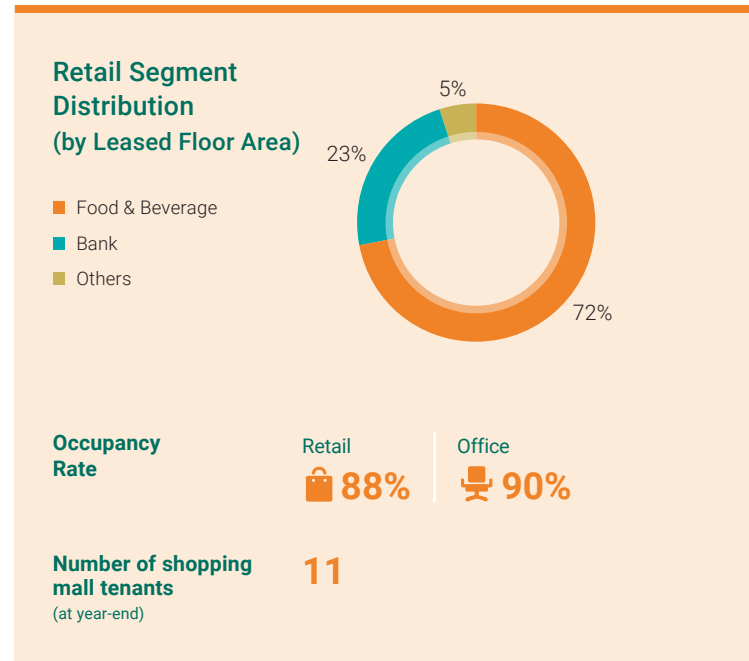 Retail Segment
Distribution
(by Leased Floor Area)
Food & Beverage
Bank
Others
5%
23%
72%
Occupancy
Rate
Retail
88%
Office
90%
Number of shopping
mall tenants
(at year-end)
11